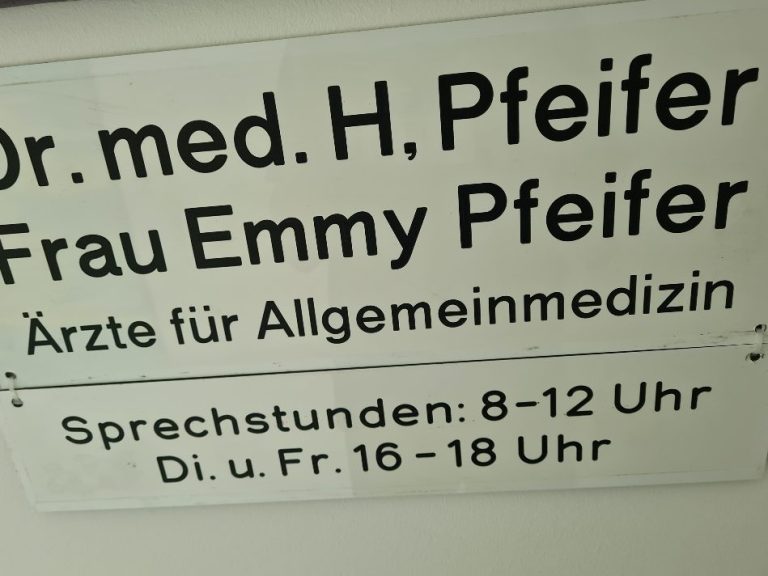 Dr. med. H, Pfeifer
Frau Emmy Pfeifer
Ärzte für Allgemeinmedizin
Sprechstunden: 8-12 Uhr
Di. u. Fr. 16-18 Uhr